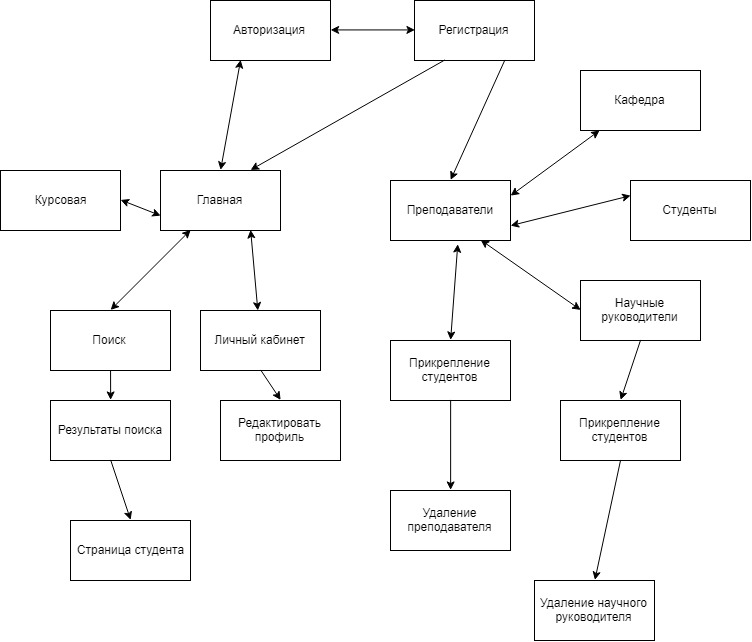 Авторизация
Регистрация
Кафедра
Курсовая
Главная
Преподаватели
Студенты
Поиск
Личный кабинет
Научные
руководители
Прикрепление
студентов
Результаты поиска
Редактировать
профиль
Прикрепление
студентов
Удаление
преподавателя
Страница студента
Удаление научного
руководителя